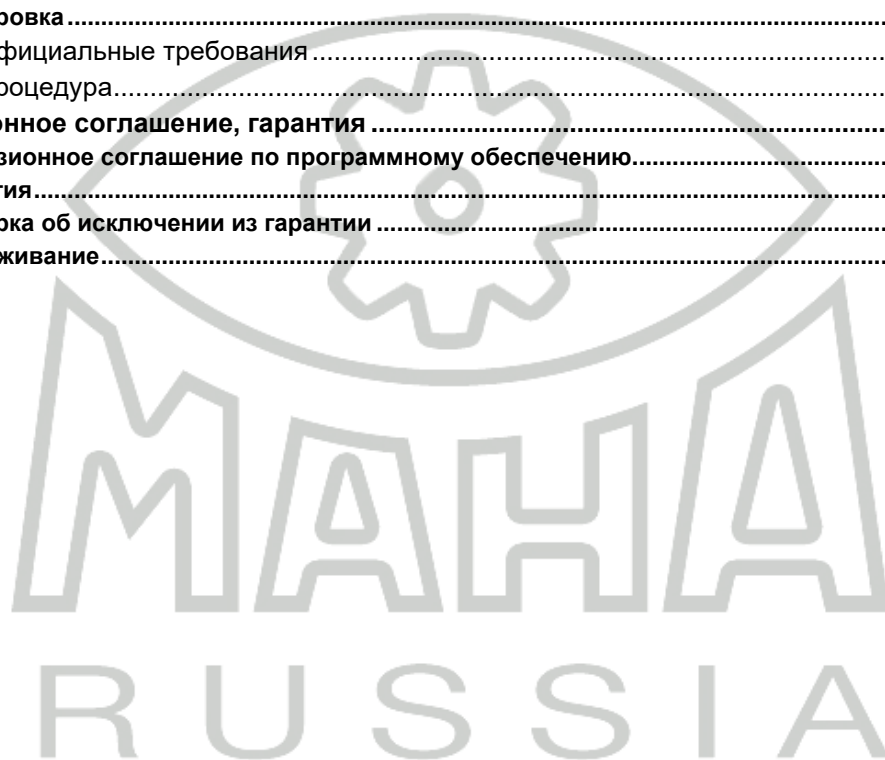 ровка
фициальные требования
роцедура
онное соглашение, гарантия
зионное соглашение по программному обеспечению
тия
рка об исключении из гарантии
живание
MAHA
RUSSIA